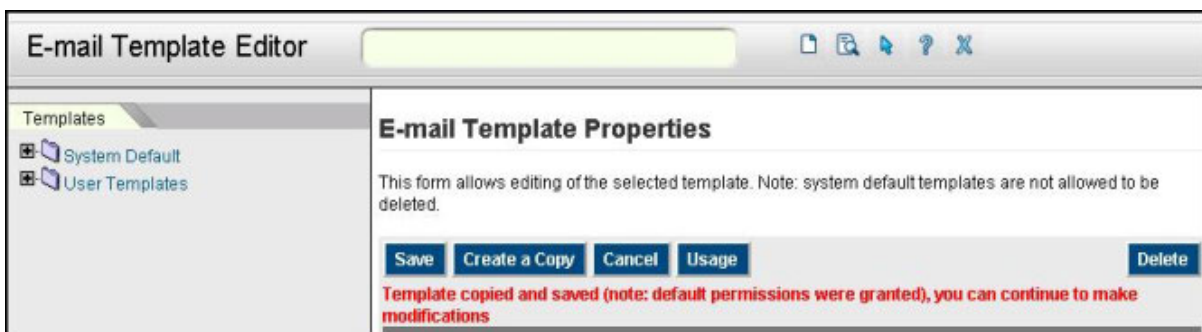 E-mail Template Editor
Templates
System Default
User Templates
E-mail Template Properties
This form allows editing of the selected template. Note: system default templates are not allowed to be
deleted.
Save Create a Copy Cancel Usage Delete
Template copied and saved (note: default permissions were granted), you can continue to make
modifications